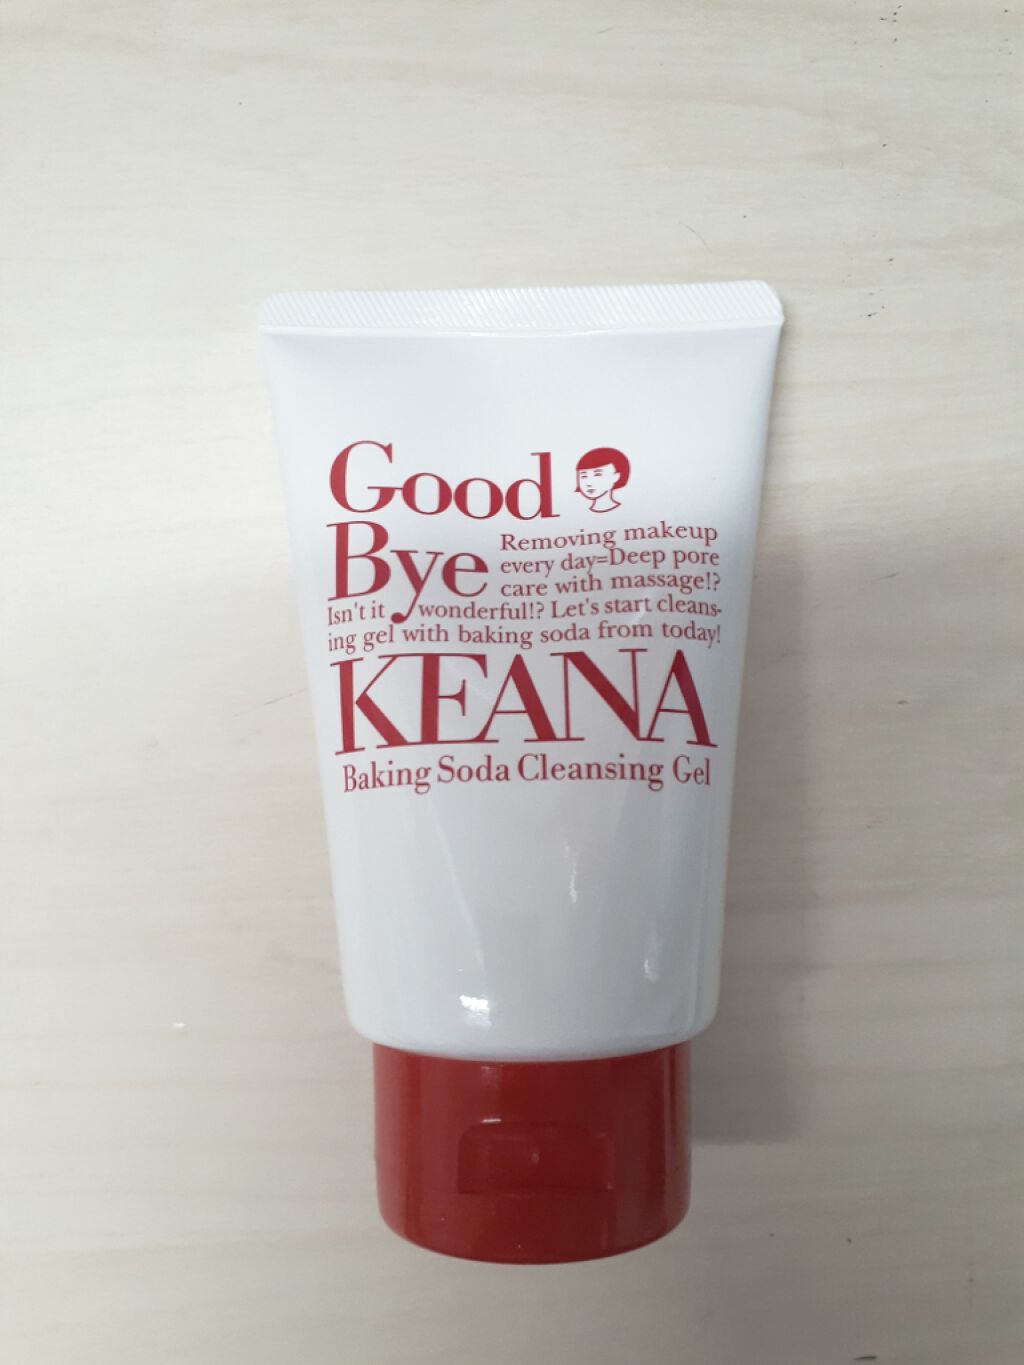 Good
Bye
Removing makeup
every day=Deep pore
care with massage!?
Isn't it wonderful!? Let's start cleans-
ing gel with baking soda from today!
KEANA
Baking Soda Cleansing Gel